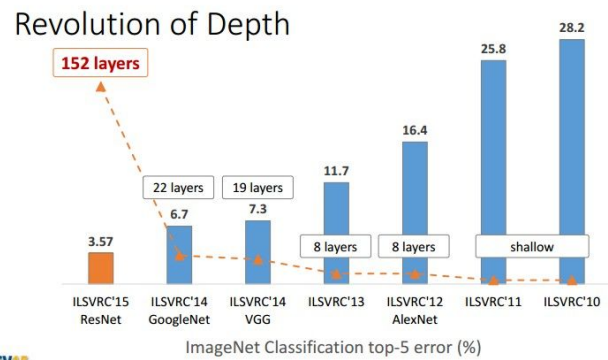 Revolution of Depth
152 layers
3.57
22 layers
6.7
19 layers
7.3
11.7
8 layers
16.4
8 layers
25.8
28.2
shallow
ILSVRC'15
ResNet
ILSVRC'14
GoogleNet
ILSVRC'14
VGG
ILSVRC'13
ILSVRC'12
AlexNet
ILSVRC'11
ILSVRC'10
ImageNet Classification top-5 error (%)